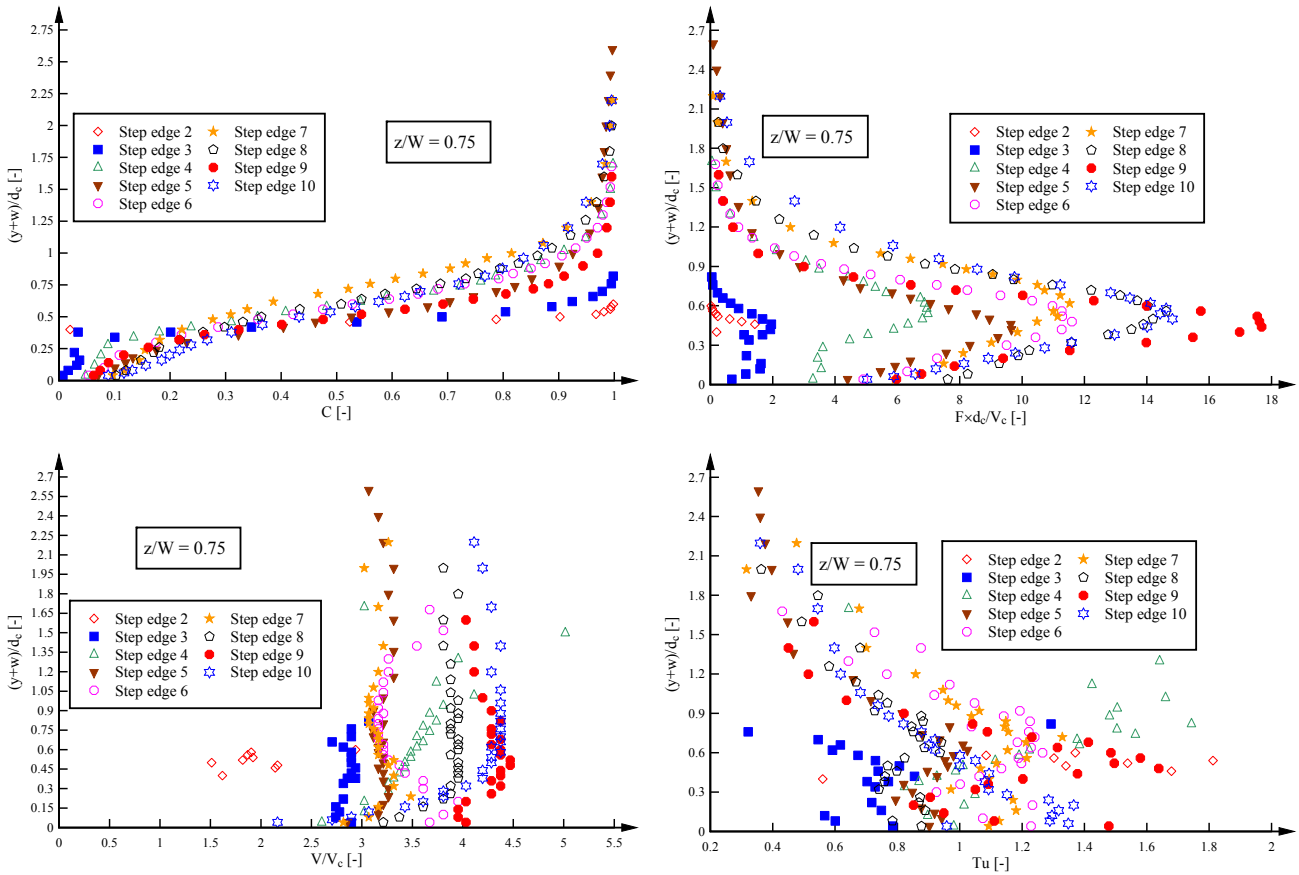 (y+w)/d_c [-]
2.75
2.5
2.25
2
1.75
1.5
1.25
1
0.75
0.5
0.25
0
0 0.1 0.2 0.3 0.4 0.5 0.6 0.7 0.8 0.9 1
C [-]
z/W = 0.75
Step edge 2 Step edge 7
Step edge 3 Step edge 8
Step edge 4 Step edge 9
Step edge 5 Step edge 10
Step edge 6
(y+w)/d_c [-]
2.7
2.4
2.1
1.8
1.5
1.2
0.9
0.6
0.3
0
0 2 4 6 8 10 12 14 16 18
F×d_c/V_c [-]
z/W = 0.75
Step edge 2 Step edge 7
Step edge 3 Step edge 8
Step edge 4 Step edge 9
Step edge 5 Step edge 10
Step edge 6
(y+w)/d_c [-]
2.7
2.55
2.4
2.25
2.1
1.95
1.8
1.65
1.5
1.35
1.2
1.05
0.9
0.75
0.6
0.45
0.3
0.15
0
0 0.5 1 1.5 2 2.5 3 3.5 4 4.5 5 5.5
V/V_c [-]
z/W = 0.75
Step edge 2 Step edge 7
Step edge 3 Step edge 8
Step edge 4 Step edge 9
Step edge 5 Step edge 10
Step edge 6
(y+w)/d_c [-]
2.7
2.4
2.1
1.8
1.5
1.2
0.9
0.6
0.3
0
0.2 0.4 0.6 0.8 1 1.2 1.4 1.6 1.8 2
Tu [-]
z/W = 0.75
Step edge 2 Step edge 7
Step edge 3 Step edge 8
Step edge 4 Step edge 9
Step edge 5 Step edge 10
Step edge 6